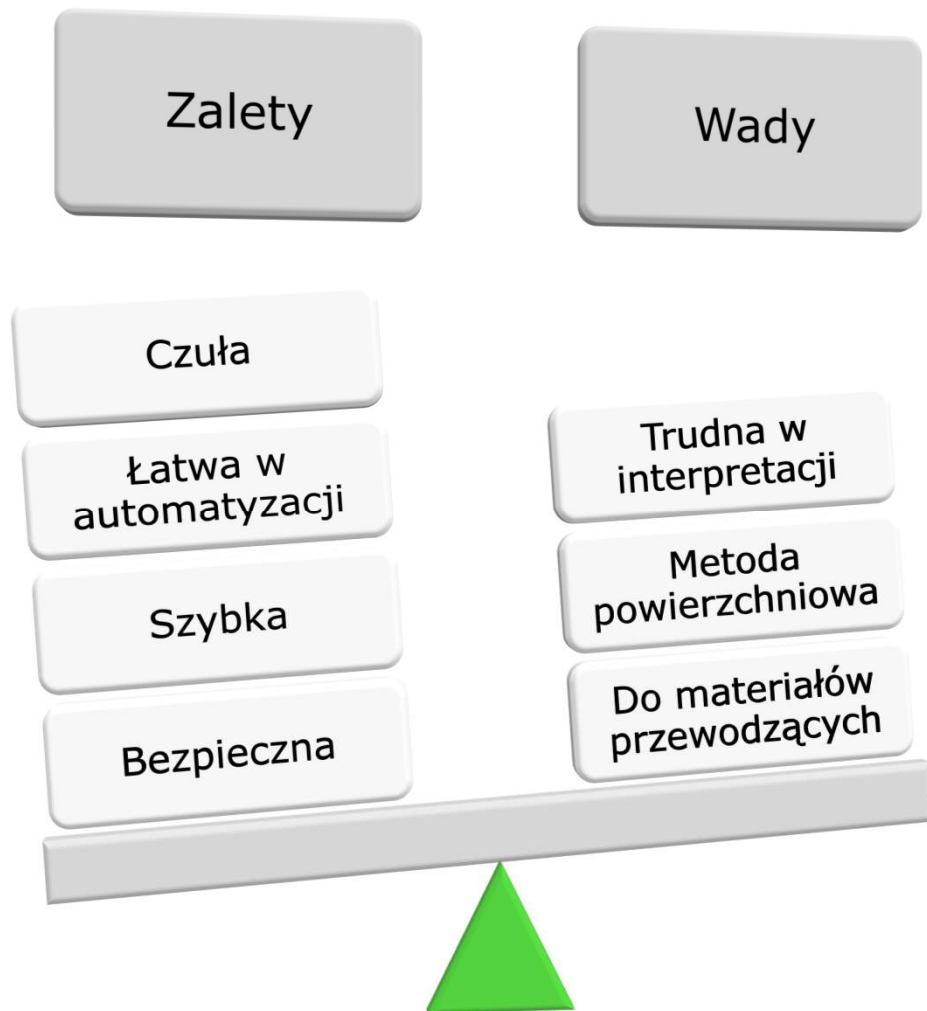 Zalety
Wady
Czuła
Łatwa w
automatyzacji
Szybka
Bezpieczna
Trudna w
interpretacji
Metoda
powierzchniowa
Do materiałów
przewodzących